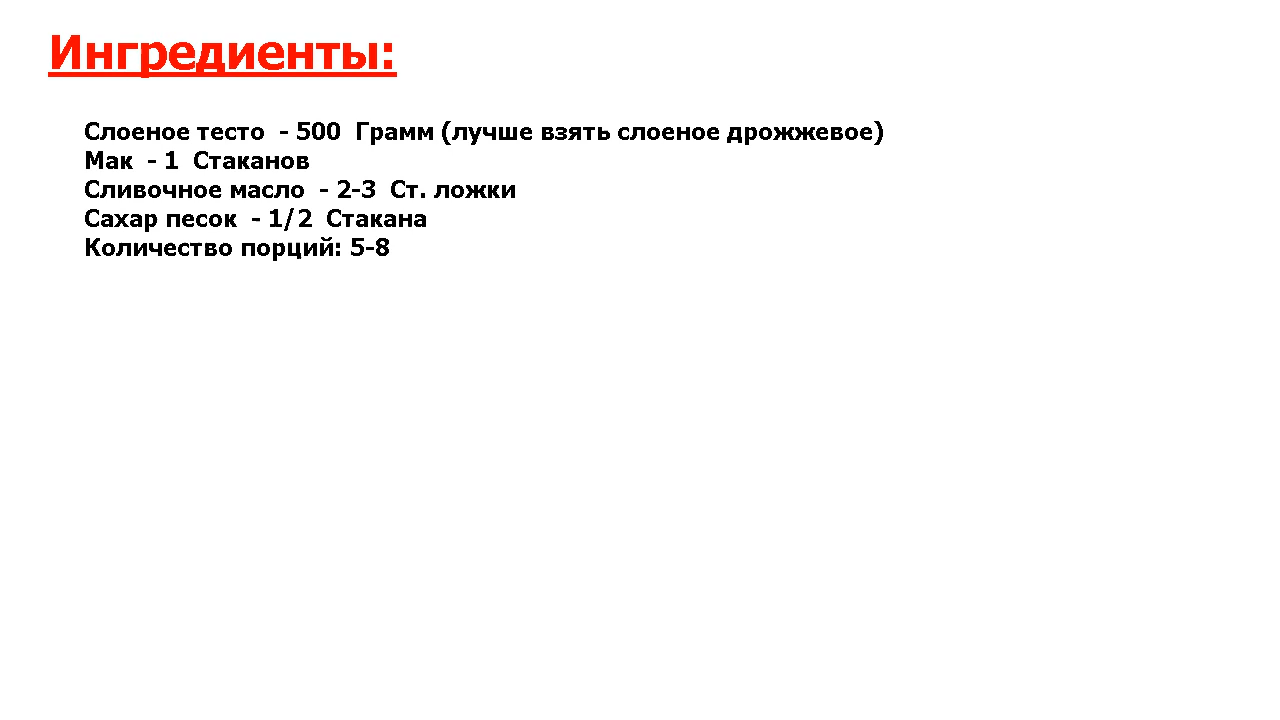 Ингредиенты:
Слоеное тесто - 500 Грамм (лучше взять слоеное дрожжевое)
Мак - 1 Стаканов
Сливочное масло - 2-3 Ст. ложки
Сахар песок - 1/2 Стакана
Количество порций: 5-8